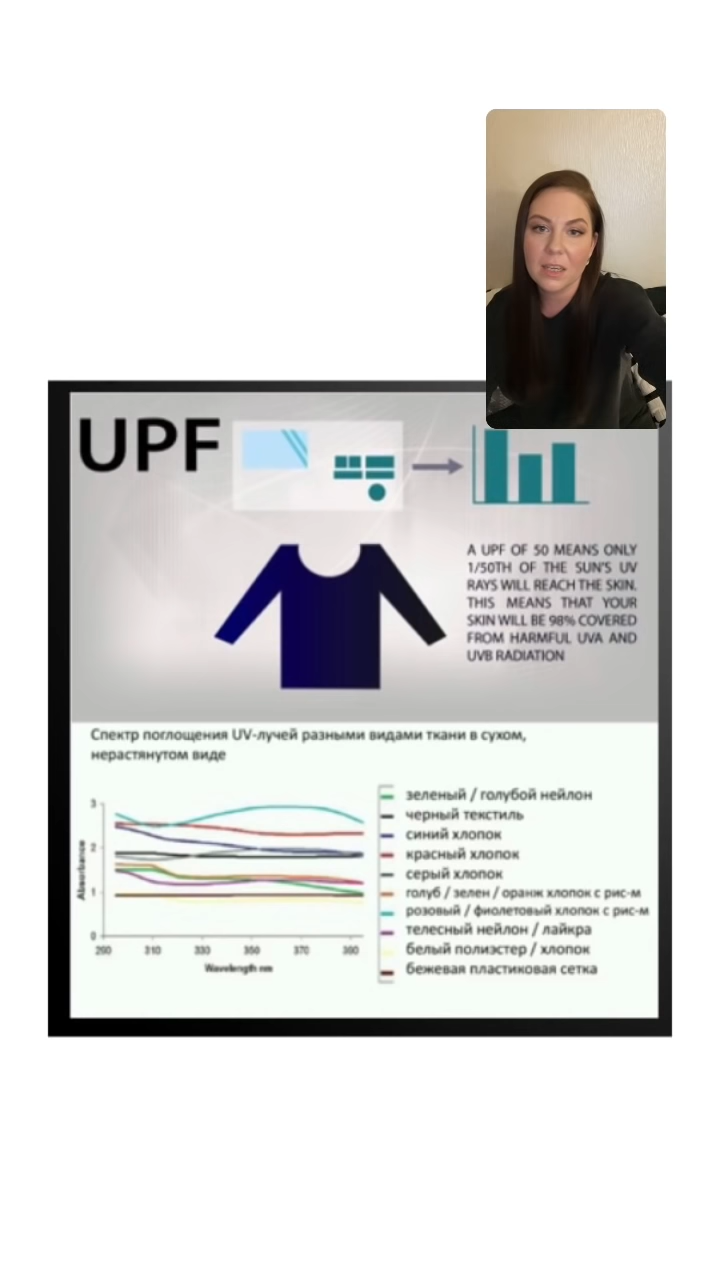 UPF
A UPF OF 50 MEANS ONLY
1/50TH OF THE SUN'S UV
RAYS WILL REACH THE SKIN.
THIS MEANS THAT YOUR
SKIN WILL BE 98% COVERED
FROM HARMFUL UVA AND
UVB RADIATION
Спектр поглощения UV-лучей разными видами ткани в сухом,
нерастянутом виде
Absorbance
3
2
1
0
290 310 330 350 370 390
Wavelength nm
зеленый / голубой нейлон
черный текстиль
синий хлопок
красный хлопок
серый хлопок
голуб / зелен / оранж хлопок с рис-м
розовый / фиолетовый хлопок с рис-м
телесный нейлон / лайкра
белый полиэстер / хлопок
бежевая пластиковая сетка